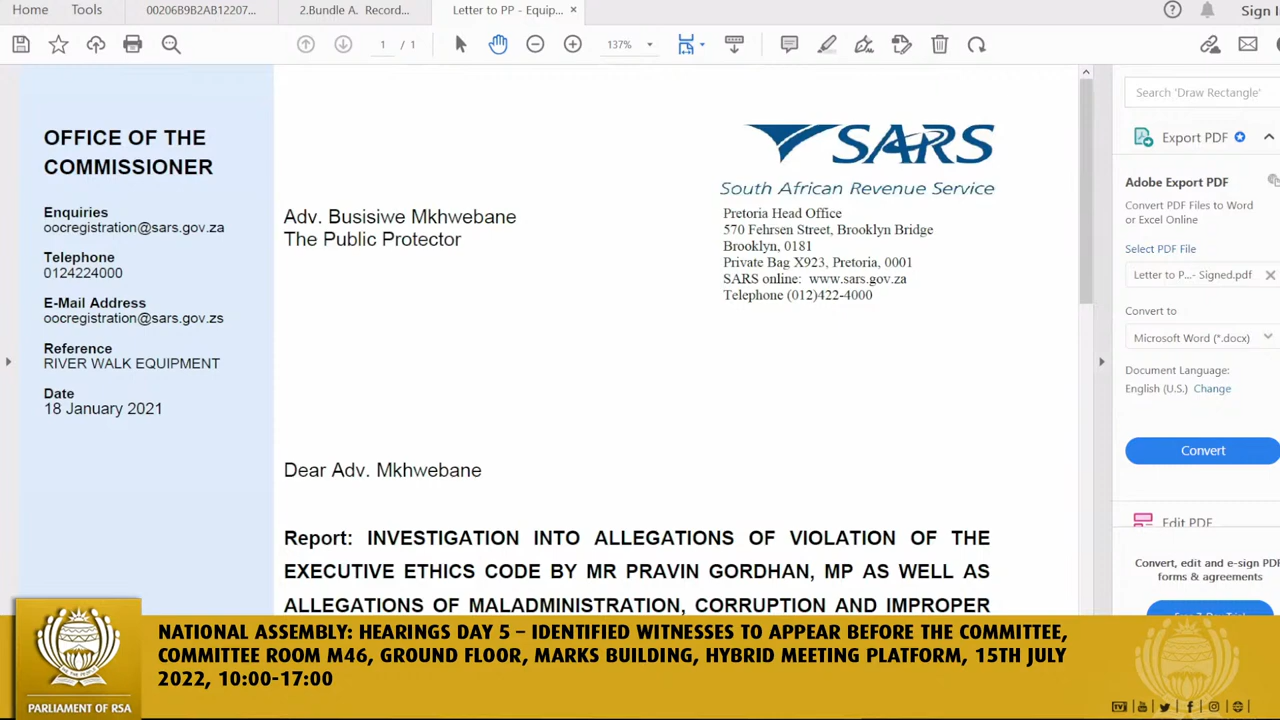 Home
Tools
00206B9B2AB12207...
2.Bundle A. Record...
Letter to PP - Equip...
Sign I
1 / 1
137%
Search 'Draw Rectangle'
OFFICE OF THE
COMMISSIONER
Enquiries
oocregistration@sars.gov.za
Telephone
0124224000
E-Mail Address
oocregistration@sars.gov.zs
Reference
RIVER WALK EQUIPMENT
Date
18 January 2021
SARS
South African Revenue Service
Pretoria Head Office
570 Fehrsen Street, Brooklyn Bridge
Brooklyn, 0181
Private Bag X923, Pretoria, 0001
SARS online: www.sars.gov.za
Telephone (012)422-4000
Adv. Busisiwe Mkhwebane
The Public Protector
Dear Adv. Mkhwebane
Report: INVESTIGATION INTO ALLEGATIONS OF VIOLATION OF THE
EXECUTIVE ETHICS CODE BY MR PRAVIN GORDHAN, MP AS WELL AS
ALLEGATIONS OF MALADMINISTRATION, CORRUPTION AND IMPROPER
Export PDF
Adobe Export PDF
Convert PDF Files to Word
or Excel Online
Select PDF File
Letter to P...- Signed.pdf
Convert to
Microsoft Word (*.docx)
Document Language:
English (U.S.) Change
Convert
Edit PDF
Convert, edit and e-sign PDF
forms & agreements
PARLIAMENT OF RSA
NATIONAL ASSEMBLY: HEARINGS DAY 5 – IDENTIFIED WITNESSES TO APPEAR BEFORE THE COMMITTEE,
COMMITTEE ROOM M46, GROUND FLOOR, MARKS BUILDING, HYBRID MEETING PLATFORM, 15TH JULY
2022, 10:00-17:00